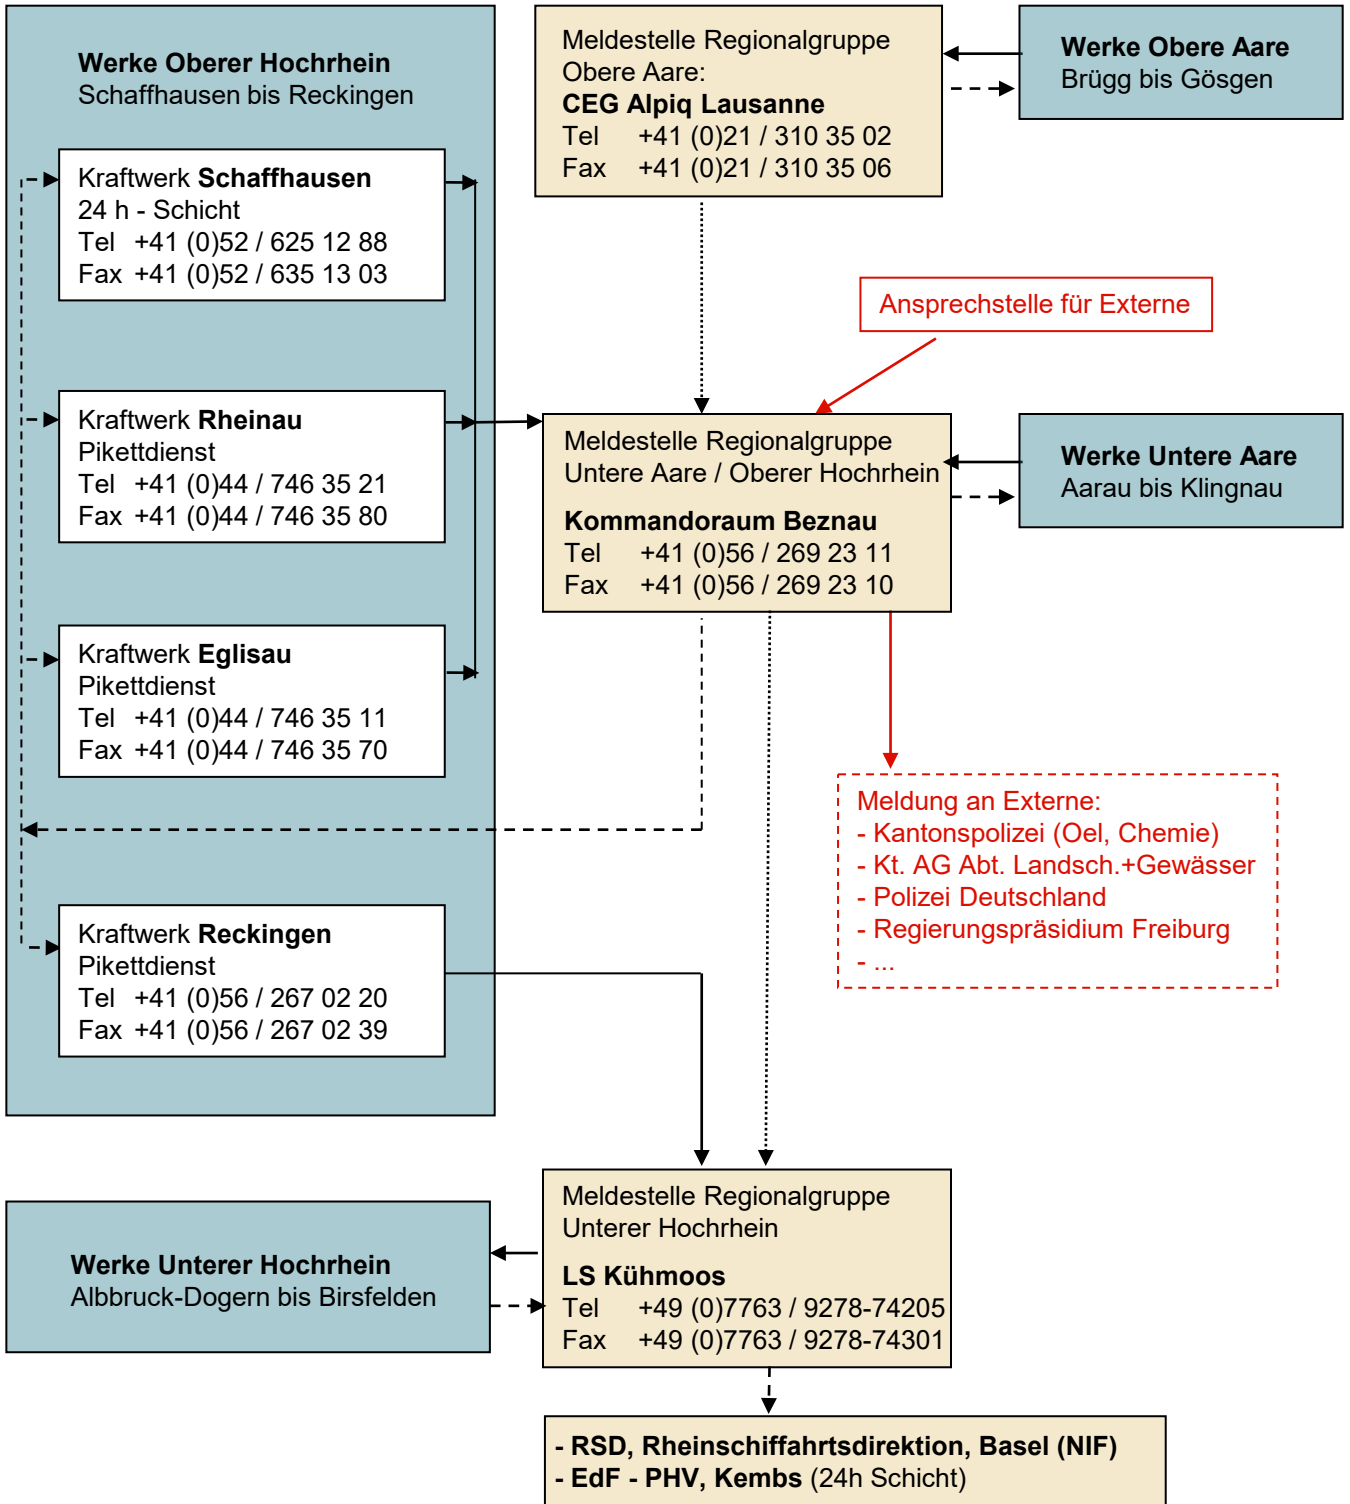 Werke Oberer Hochrhein
Schaffhausen bis Reckingen
Kraftwerk Schaffhausen
24 h - Schicht
Tel +41 (0)52 / 625 12 88
Fax +41 (0)52 / 635 13 03
Kraftwerk Rheinau
Pikettdienst
Tel +41 (0)44 / 746 35 21
Fax +41 (0)44 / 746 35 80
Kraftwerk Eglisau
Pikettdienst
Tel +41 (0)44 / 746 35 11
Fax +41 (0)44 / 746 35 70
Kraftwerk Reckingen
Pikettdienst
Tel +41 (0)56 / 267 02 20
Fax +41 (0)56 / 267 02 39
Meldestelle Regionalgruppe
Obere Aare:
CEG Alpiq Lausanne
Tel +41 (0)21 / 310 35 02
Fax +41 (0)21 / 310 35 06
Werke Obere Aare
Brügg bis Gösgen
Ansprechstelle für Externe
Meldestelle Regionalgruppe
Untere Aare / Oberer Hochrhein
Kommandoraum Beznau
Tel +41 (0)56 / 269 23 11
Fax +41 (0)56 / 269 23 10
Werke Untere Aare
Aarau bis Klingnau
Meldung an Externe:
- Kantonspolizei (Oel, Chemie)
- Kt. AG Abt. Landsch.+Gewässer
- Polizei Deutschland
- Regierungspräsidium Freiburg
- ...
Werke Unterer Hochrhein
Albbruck-Dogern bis Birsfelden
Meldestelle Regionalgruppe
Unterer Hochrhein
LS Kühmoos
Tel +49 (0)7763 / 9278-74205
Fax +49 (0)7763 / 9278-74301
- RSD, Rheinschiffahrtsdirektion, Basel (NIF)
- EdF - PHV, Kembs (24h Schicht)